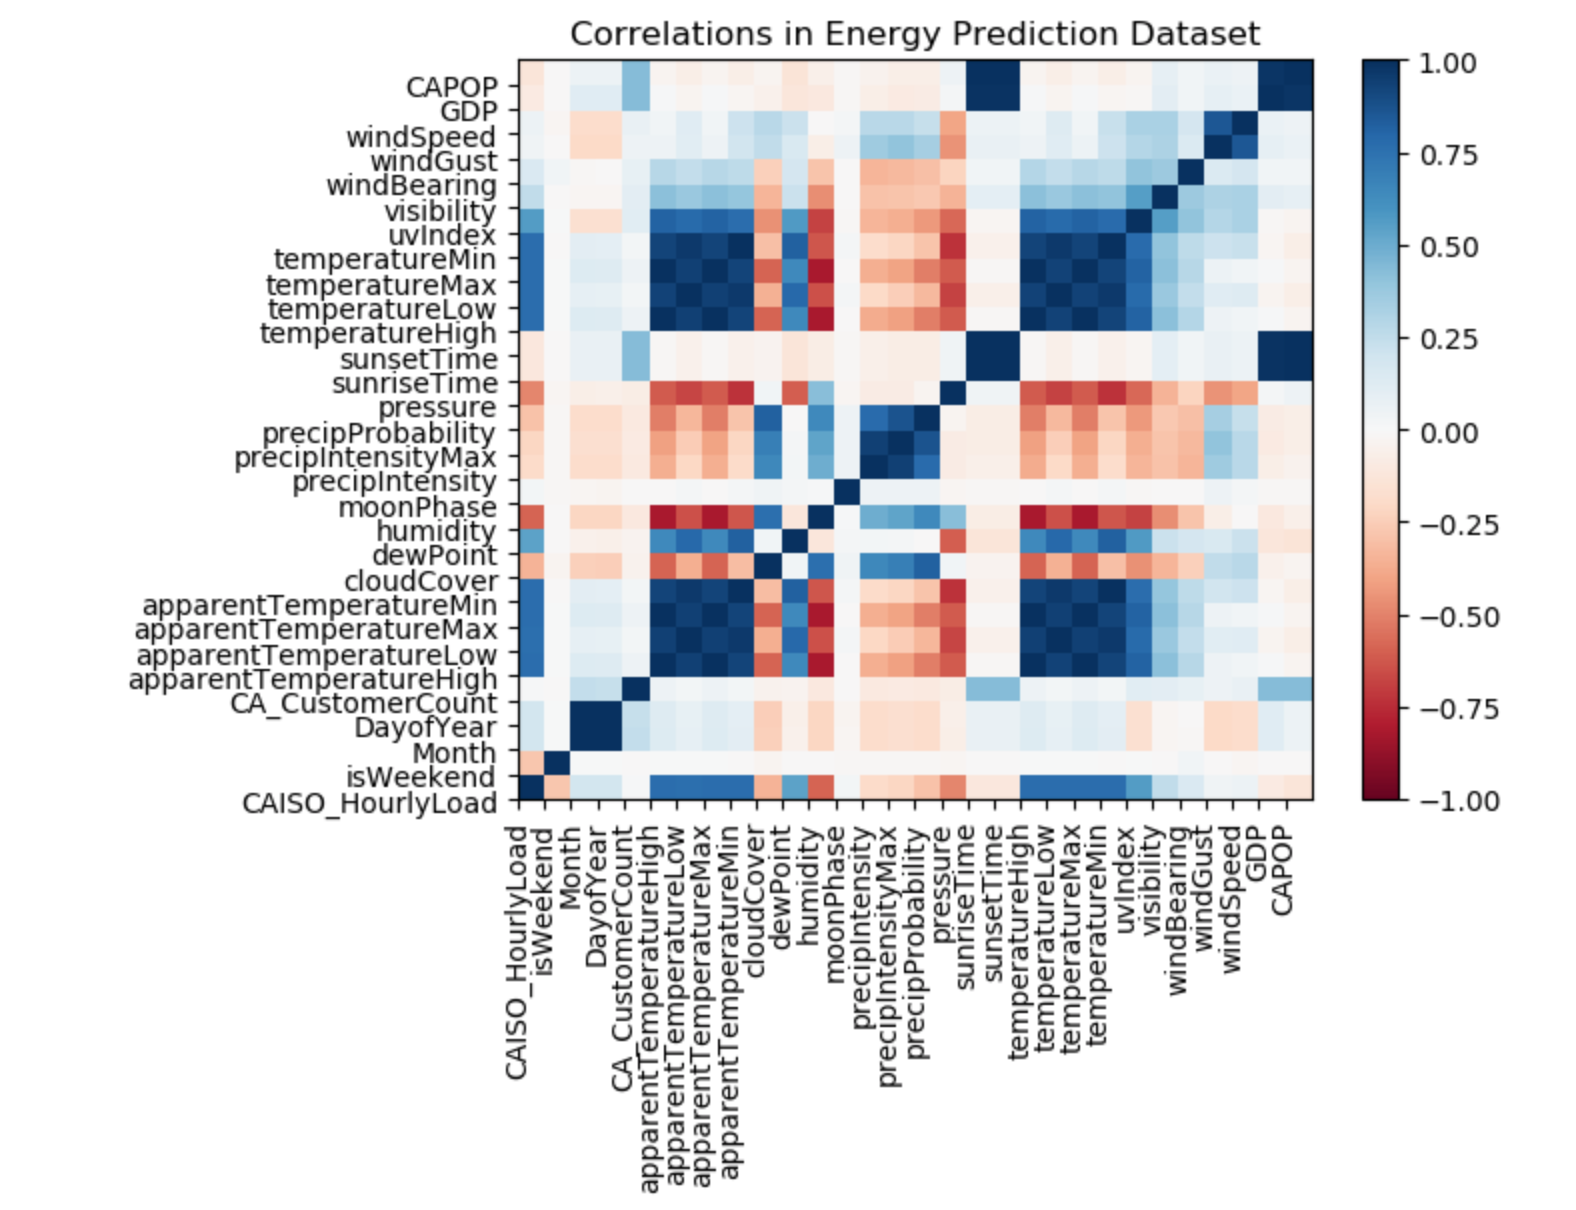 Correlations in Energy Prediction Dataset
CAPOP
GDP
windSpeed
windGust
windBearing
visibility
uvIndex
temperatureMin
temperatureMax
temperatureLow
temperatureHigh
sunsetTime
sunriseTime
pressure
precipProbability
precipIntensityMax
precipIntensity
moonPhase
humidity
dewPoint
cloudCover
apparentTemperatureMin
apparentTemperatureMax
apparentTemperatureLow
apparentTemperatureHigh
CA_CustomerCount
DayofYear
Month
isWeekend
CAISO_HourlyLoad
CAISO_HourlyLoad
isWeekend
Month
DayofYear
CA_CustomerCount
apparentTemperatureHigh
apparentTemperatureLow
apparentTemperatureMax
apparentTemperatureMin
cloudCover
dewPoint
humidity
moonPhase
precipIntensity
precipIntensityMax
precipProbability
pressure
sunriseTime
sunsetTime
temperatureHigh
temperatureLow
temperatureMax
temperatureMin
uvIndex
visibility
windBearing
windGust
windSpeed
GDP
CAPOP
1.00
0.75
0.50
0.25
0.00
−0.25
−0.50
−0.75
−1.00